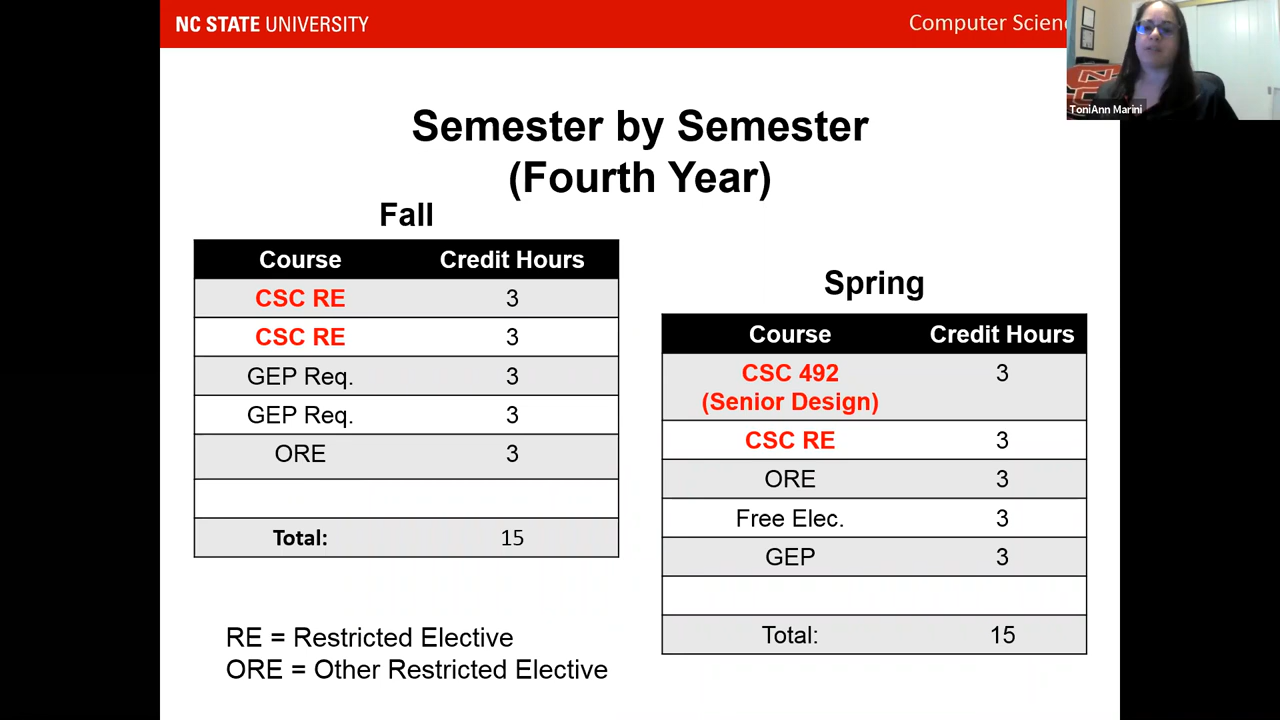 NC STATE UNIVERSITY
Computer Scien
ToniAnn Marini
Semester by Semester
(Fourth Year)
Fall
Course Credit Hours
CSC RE 3
CSC RE 3
GEP Req. 3
GEP Req. 3
ORE 3
Total: 15
Spring
Course Credit Hours
CSC 492 3
(Senior Design)
CSC RE 3
ORE 3
Free Elec. 3
GEP 3
Total: 15
RE = Restricted Elective
ORE = Other Restricted Elective